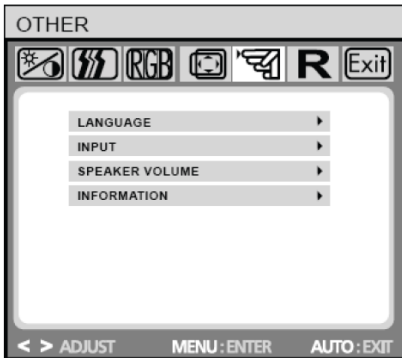 OTHER
RGB R Exit
LANGUAGE
INPUT
SPEAKER VOLUME
INFORMATION
< > ADJUST MENU : ENTER AUTO : EXIT